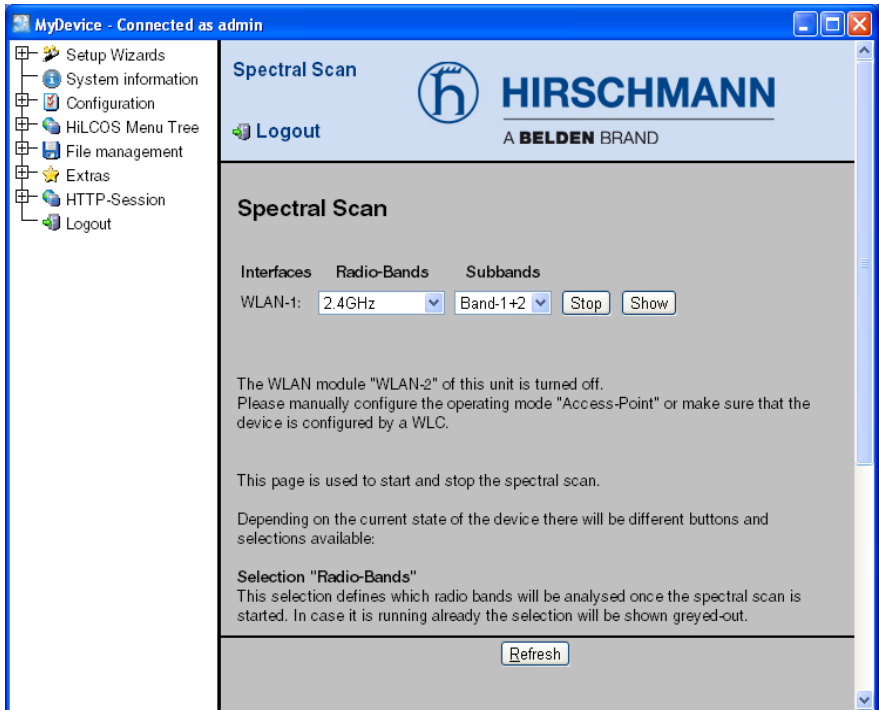 MyDevice - Connected as admin
Setup Wizards
System information
Configuration
HiLCOS Menu Tree
File management
Extras
HTTP-Session
Logout
Spectral Scan
Logout
HIRSCHMANN
A BELDEN BRAND
Spectral Scan
Interfaces Radio-Bands Subbands
WLAN-1: 2.4GHz Band-1+2 Stop Show
The WLAN module "WLAN-2" of this unit is turned off.
Please manually configure the operating mode "Access-Point" or make sure that the
device is configured by a WLC.
This page is used to start and stop the spectral scan.
Depending on the current state of the device there will be different buttons and
selections available:
Selection "Radio-Bands"
This selection defines which radio bands will be analysed once the spectral scan is
started. In case it is running already the selection will be shown greyed-out.
Refresh